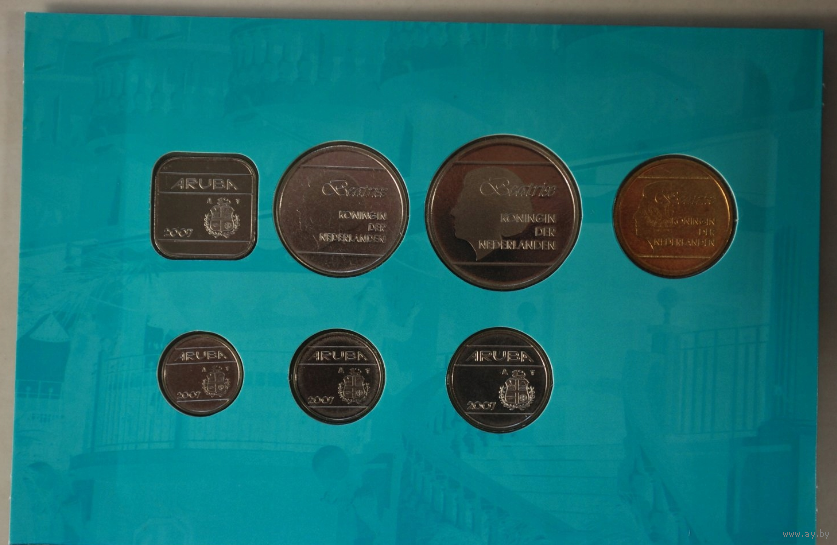 ARUBA
A Y
2007
Beatrix
KONINGIN
DER
NEDERLANDEN
Beatrix
KONINGIN
DER
NEDERLANDEN
Beatrix
KONINGIN
DER
NEDERLANDEN
ARUBA
A Y
2007
ARUBA
A Y
2007
ARUBA
A Y
2007
www.ay.by